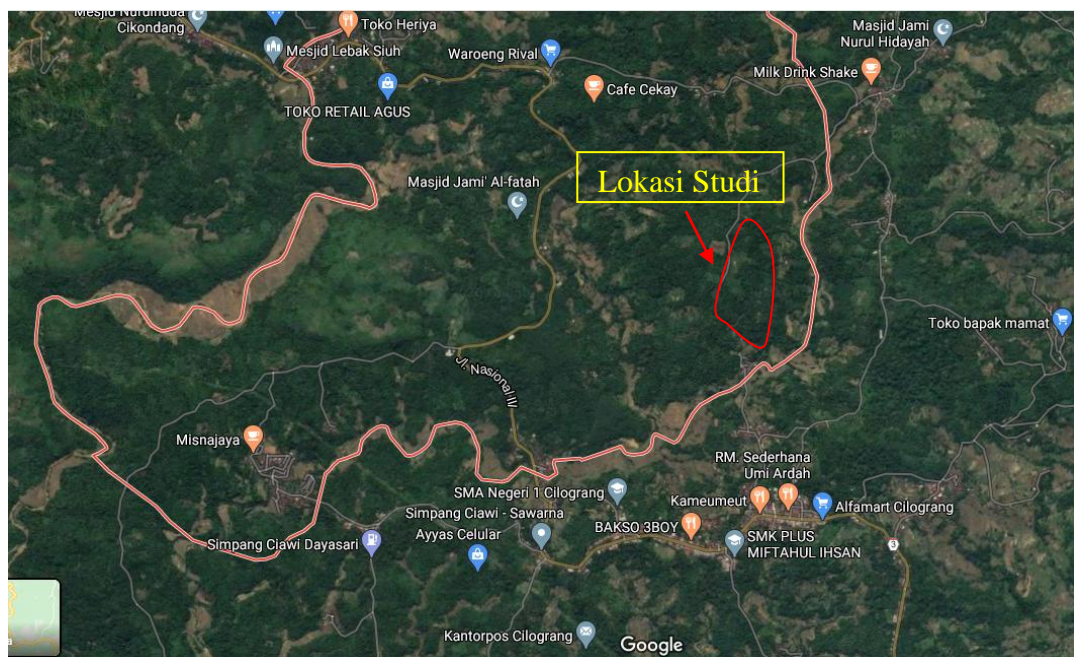 Mesjid Nurulhuda
Cikondang
Toko Heriya
Mesjid Lebak Siuh
TOKO RETAIL AGUS
Waroeng Rival
Cafe Cekay
Masjid Jami
Nurul Hidayah
Milk Drink Shake
Masjid Jami' Al-fatah
Lokasi Studi
Toko bapak mamat
Jl. Nasional IV
Misnajaya
RM. Sederhana
Umi Ardah
SMA Negeri 1 Cilograng
Kameumeut
Alfamart Cilograng
Simpang Ciawi - Sawarna
BAKSO 3BOY
SMK PLUS
MIFTAHUL IHSAN
Simpang Ciawi Dayasari
Ayyas Celular
3
Kantorpos Cilograng
Google
a